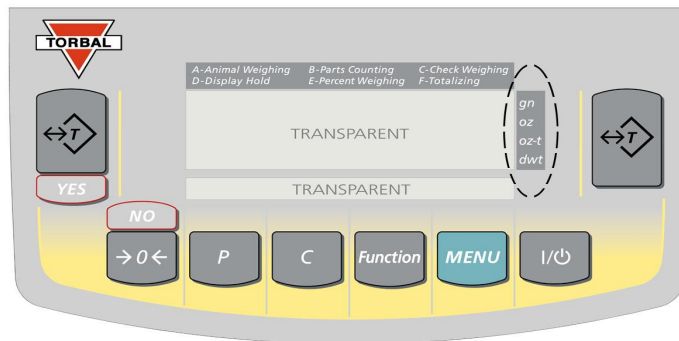 TORBAL
A-Animal Weighing B-Parts Counting C-Check Weighing
D-Display Hold E-Percent Weighing F-Totalizing
TRANSPARENT
gn
oz
oz-t
dwt
TRANSPARENT
T
T
YES
NO
→0← P C Function MENU I/⏻